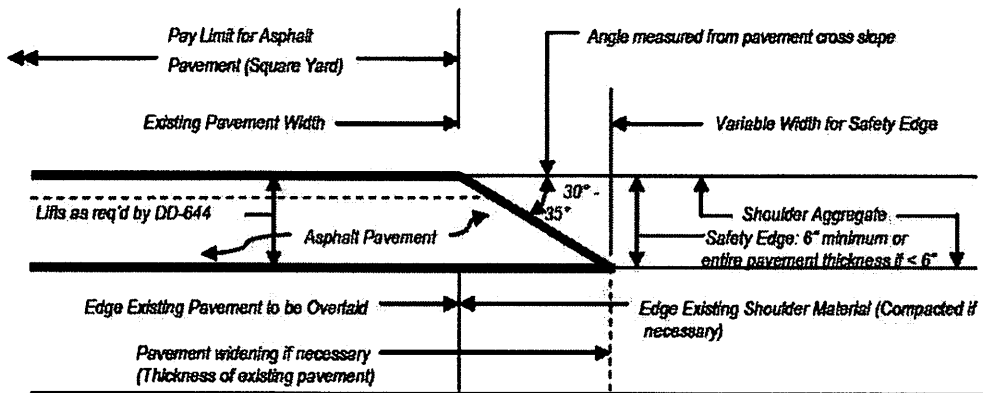 Pay Limit for Asphalt
Pavement (Square Yard)
Angle measured from pavement cross slope
Existing Pavement Width
Variable Width for Safety Edge
30° -
35°
Lifts as req'd by DD-644
Asphalt Pavement
Shoulder Aggregate
Safety Edge: 6" minimum or
entire pavement thickness if < 6"
Edge Existing Pavement to be Overlaid
Edge Existing Shoulder Material (Compacted if
necessary)
Pavement widening if necessary
(Thickness of existing pavement)